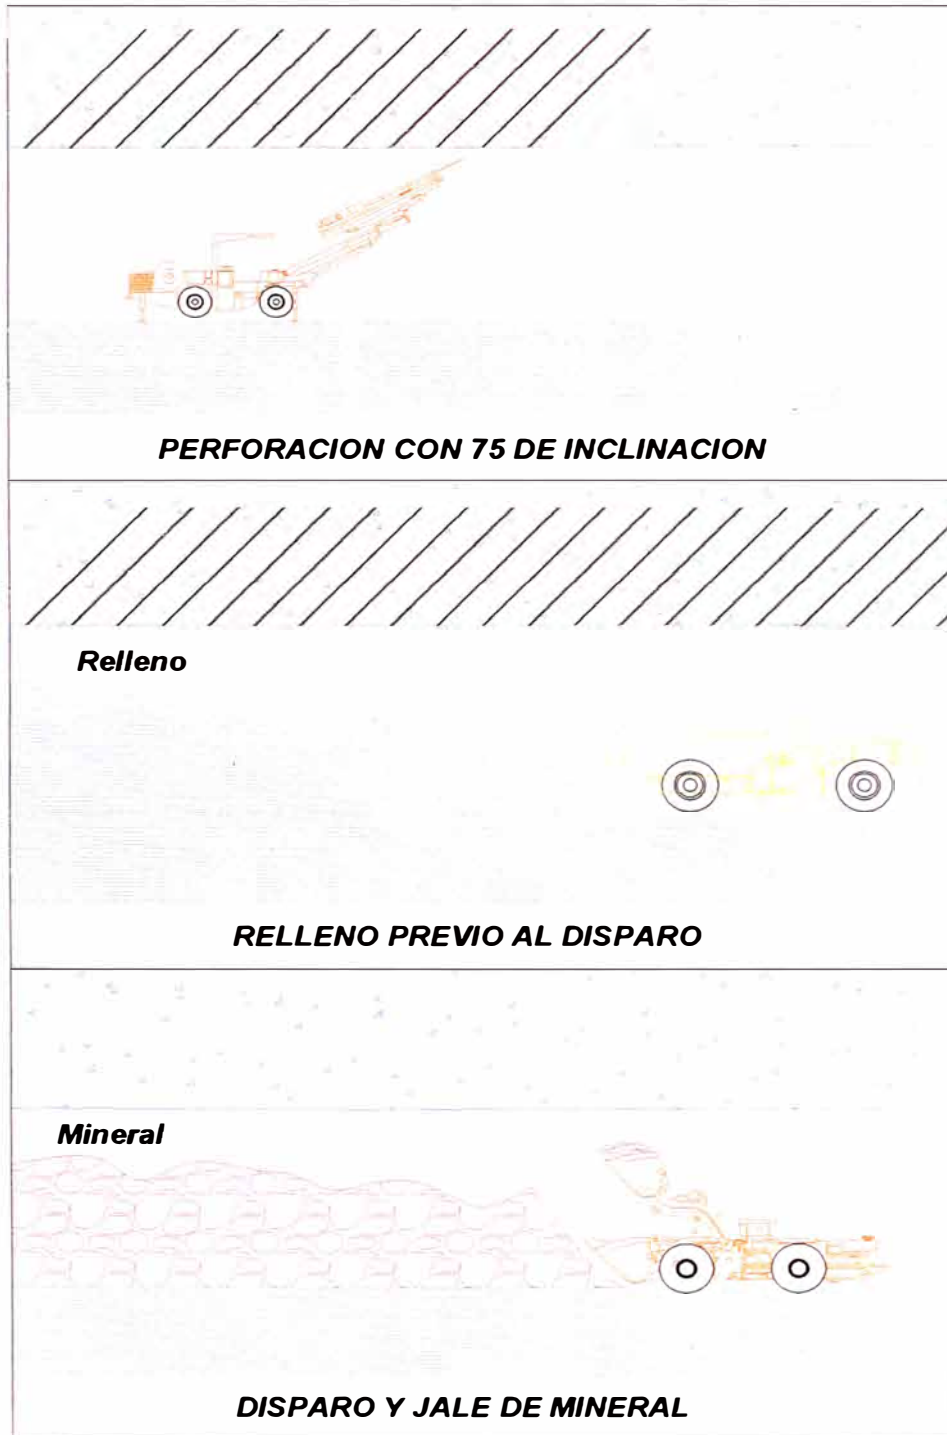 PERFORACION CON 75 DE INCLINACION
Relleno
RELLENO PREVIO AL DISPARO
Mineral
DISPARO Y JALE DE MINERAL